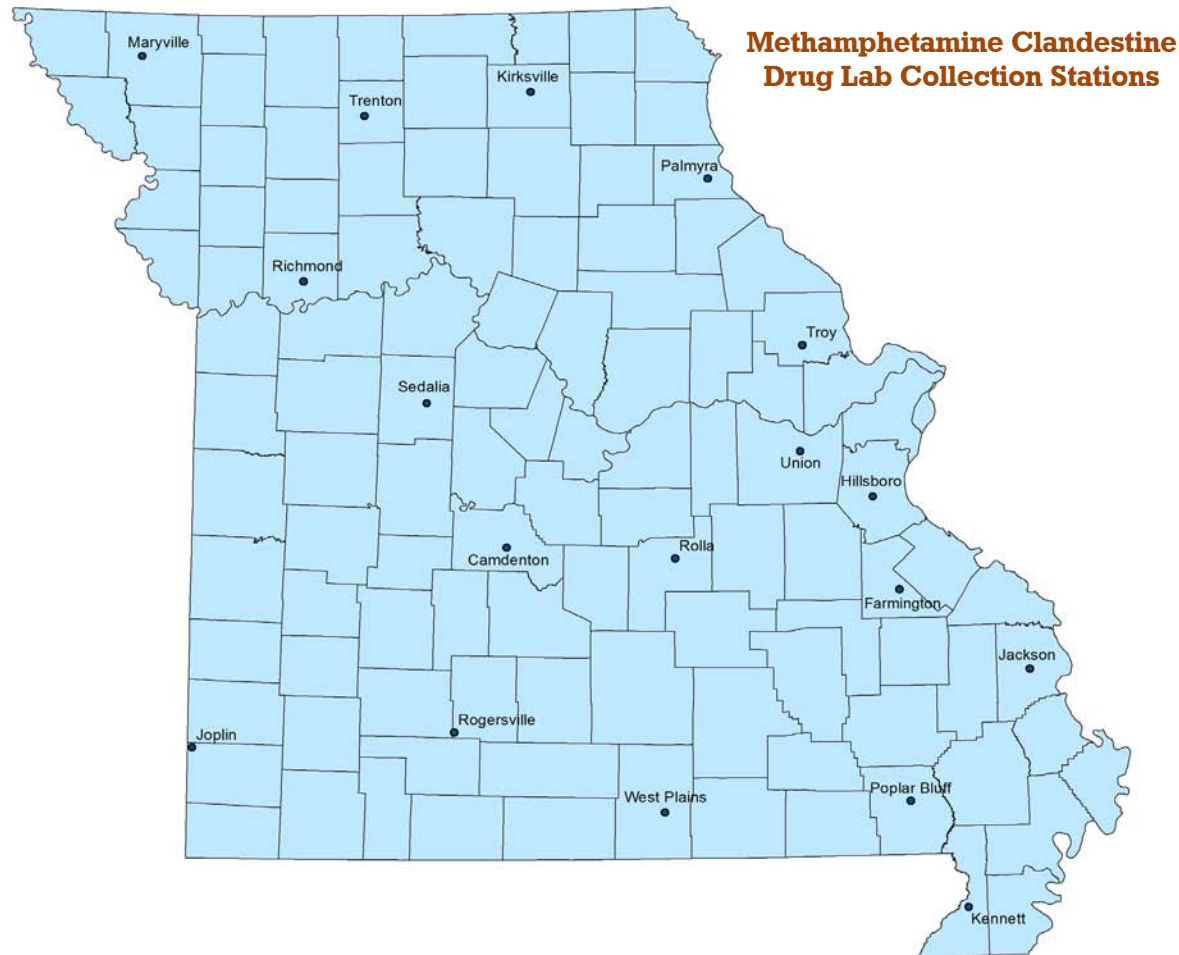 Methamphetamine Clandestine
Drug Lab Collection Stations
Maryville
Kirksville
Trenton
Palmyra
Richmond
Troy
Sedalia
Union
Hillsboro
Rolla
Camdenton
Farmington
Jackson
Rogersville
Joplin
Poplar Bluff
West Plains
Kennett